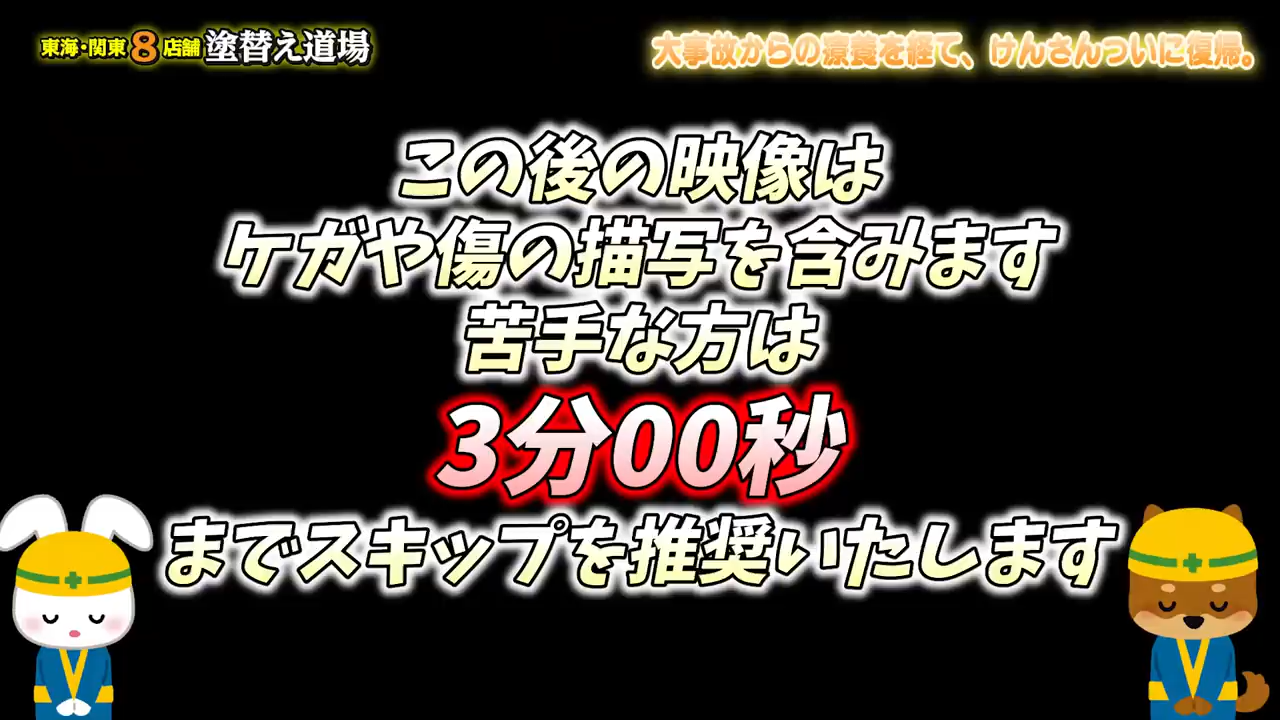 東海・関東8店舗塗替え道場
大事故からの療養を経て、けんさんついに復帰。
この後の映像は
ケガや傷の描写を含みます
苦手な方は
3分00秒
までスキップを推奨いたします